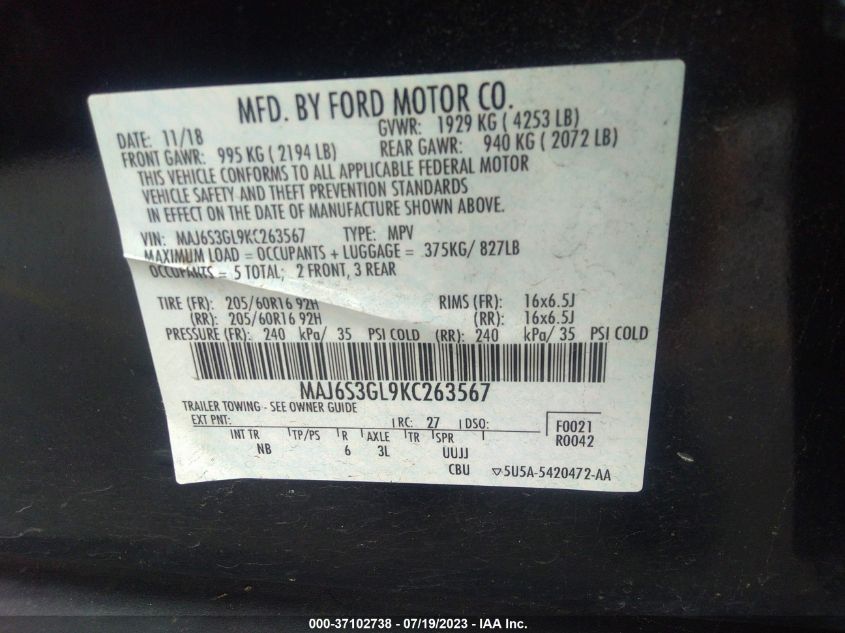 MFD. BY FORD MOTOR CO.
DATE: 11/18 GVWR: 1929 KG ( 4253 LB)
FRONT GAWR: 995 KG ( 2194 LB) REAR GAWR: 940 KG ( 2072 LB)
THIS VEHICLE CONFORMS TO ALL APPLICABLE FEDERAL MOTOR
VEHICLE SAFETY AND THEFT PREVENTION STANDARDS
IN EFFECT ON THE DATE OF MANUFACTURE SHOWN ABOVE.
VIN: MAJ6S3GL9KC263567 TYPE: MPV
MAXIMUM LOAD = OCCUPANTS + LUGGAGE = 375KG/ 827LB
OCCUPANTS = 5 TOTAL; 2 FRONT, 3 REAR
TIRE (FR): 205/60R16 92H RIMS (FR): 16x6.5J
(RR): 205/60R16 92H (RR): 16x6.5J
PRESSURE (FR): 240 kPa/ 35 PSI COLD (RR): 240 kPa/ 35 PSI COLD
MAJ6S3GL9KC263567
TRAILER TOWING - SEE OWNER GUIDE
EXT PNT: RC: 27 DSO: F0021
R0042
INT TR TP/PS R AXLE TR SPR
NB 6 3L UUJJ
CBU 5U5A-5420472-AA
000-37102738 - 07/19/2023 - IAA Inc.